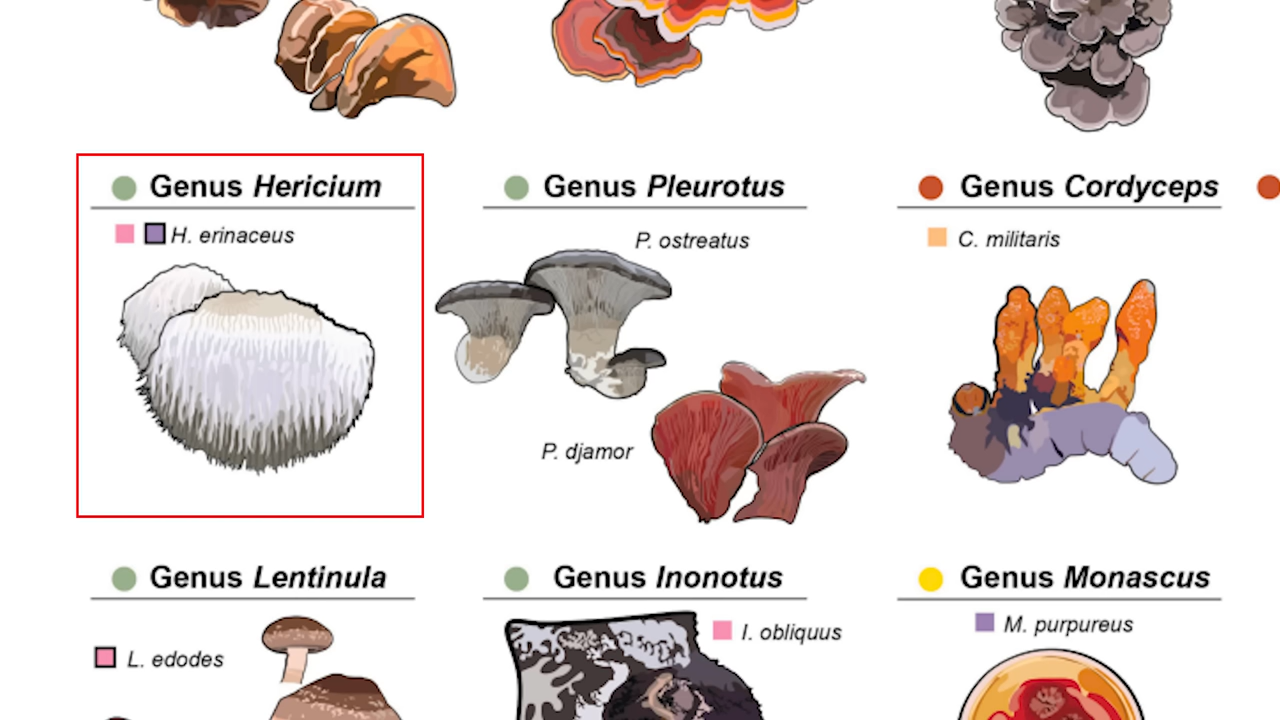 Genus Hericium
H. erinaceus
Genus Pleurotus
P. ostreatus
P. djamor
Genus Cordyceps
C. militaris
Genus Lentinula
L. edodes
Genus Inonotus
I. obliquus
Genus Monascus
M. purpureus